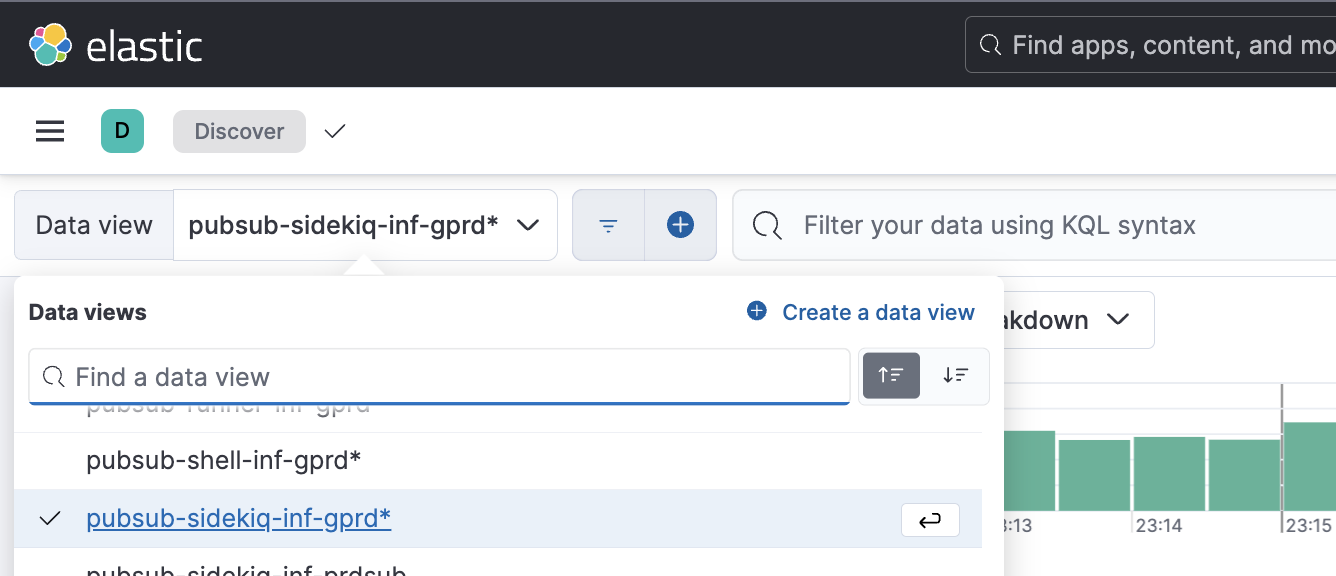 elastic
Find apps, content, and mo
D
Discover
Data view
pubsub-sidekiq-inf-gprd*
Filter your data using KQL syntax
Data views
Create a data view
akdown
Find a data view
pubsub-runner-inf-gprd
pubsub-shell-inf-gprd*
pubsub-sidekiq-inf-gprd*
pubsub-sidekiq-inf-prdsub
:13
23:14
23:15